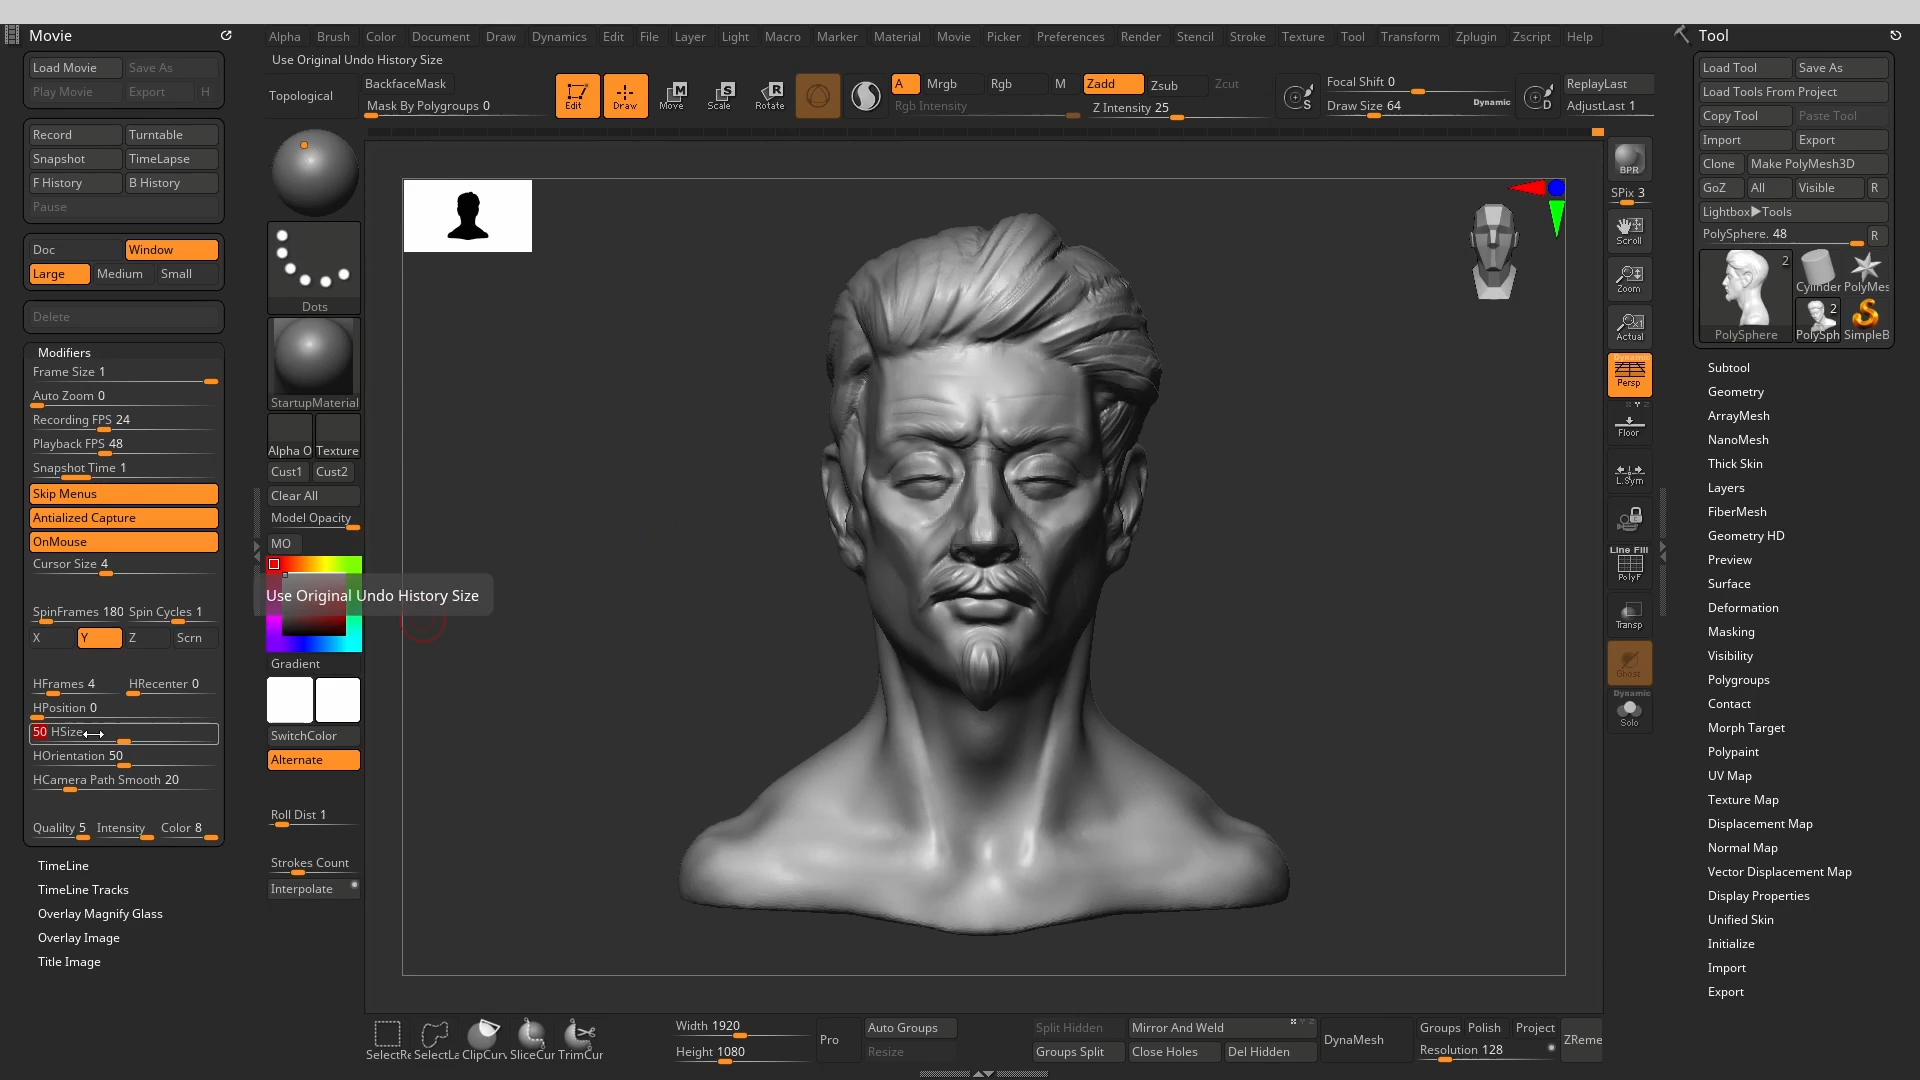 Movie
Load Movie Save As
Play Movie Export H
Record Turntable
Snapshot TimeLapse
F History B History
Pause
Doc Window
Large Medium Small
Delete
Modifiers
Frame Size 1
Auto Zoom 0
Recording FPS 24
Playback FPS 48
Snapshot Time 1
Skip Menus
Antialized Capture
OnMouse
Cursor Size 4
SpinFrames 180 Spin Cycles 1
X Y Z Scrn
HFrames 4 HRecenter 0
HPosition 0
50 HSize
HOrientation 50
HCamera Path Smooth 20
Qualilty 5 Intensity Color 8
TimeLine
TimeLine Tracks
Overlay Magnify Glass
Overlay Image
Title Image
Alpha Brush Color Document Draw Dynamics Edit File Layer Light Macro Marker Material Movie Picker Preferences Render Stencil Stroke Texture Tool Transform Zplugin Zscript Help
Use Original Undo History Size
Topological
BackfaceMask
Mask By Polygroups 0
Edit Draw Move Scale Rotate
M S R
A Mrgb Rgb M Zadd Zsub Zcut
Rgb Intensity Z Intensity 25
S
Focal Shift 0
Draw Size 64 Dynamic
D
ReplayLast
AdjustLast 1
Dots
StartupMaterial
Alpha O Texture
Cust1 Cust2
Clear All
Model Opacity
MO
Use Original Undo History Size
Gradient
SwitchColor
Alternate
Roll Dist 1
Strokes Count
Interpolate
BPR
SPix 3
Scroll
Zoom
Actual
Dynamic
Persp
Floor
L.Sym
Line Fill
PolyF
Transp
Ghost
Dynamic
Solo
SelectRe SelectLa ClipCurv SliceCur TrimCur
Width 1920
Height 1080
Pro
Auto Groups
Resize
Split Hidden
Groups Split
Mirror And Weld
Close Holes Del Hidden
DynaMesh
Groups Polish Project
Resolution 128
ZReme
Tool
Load Tool Save As
Load Tools From Project
Copy Tool Paste Tool
Import Export
Clone Make PolyMesh3D
GoZ All Visible R
Lightbox▶Tools
PolySphere. 48 R
2
Cylinder PolyMes
2
PolySphere PolySph SimpleB
Subtool
Geometry
ArrayMesh
NanoMesh
Thick Skin
Layers
FiberMesh
Geometry HD
Preview
Surface
Deformation
Masking
Visibility
Polygroups
Contact
Morph Target
Polypaint
UV Map
Texture Map
Displacement Map
Normal Map
Vector Displacement Map
Display Properties
Unified Skin
Initialize
Import
Export